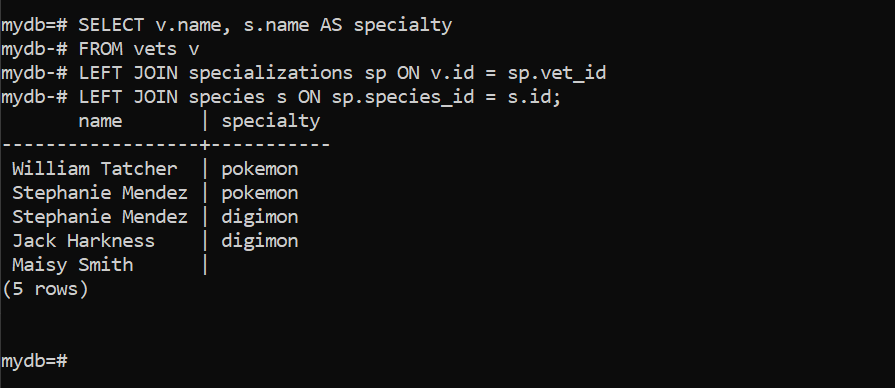 mydb=# SELECT v.name, s.name AS specialty
mydb-# FROM vets v
mydb-# LEFT JOIN specializations sp ON v.id = sp.vet_id
mydb-# LEFT JOIN species s ON sp.species_id = s.id;
       name       | specialty
------------------+-----------
 William Tatcher  | pokemon
 Stephanie Mendez | pokemon
 Stephanie Mendez | digimon
 Jack Harkness    | digimon
 Maisy Smith      |
(5 rows)
mydb=#